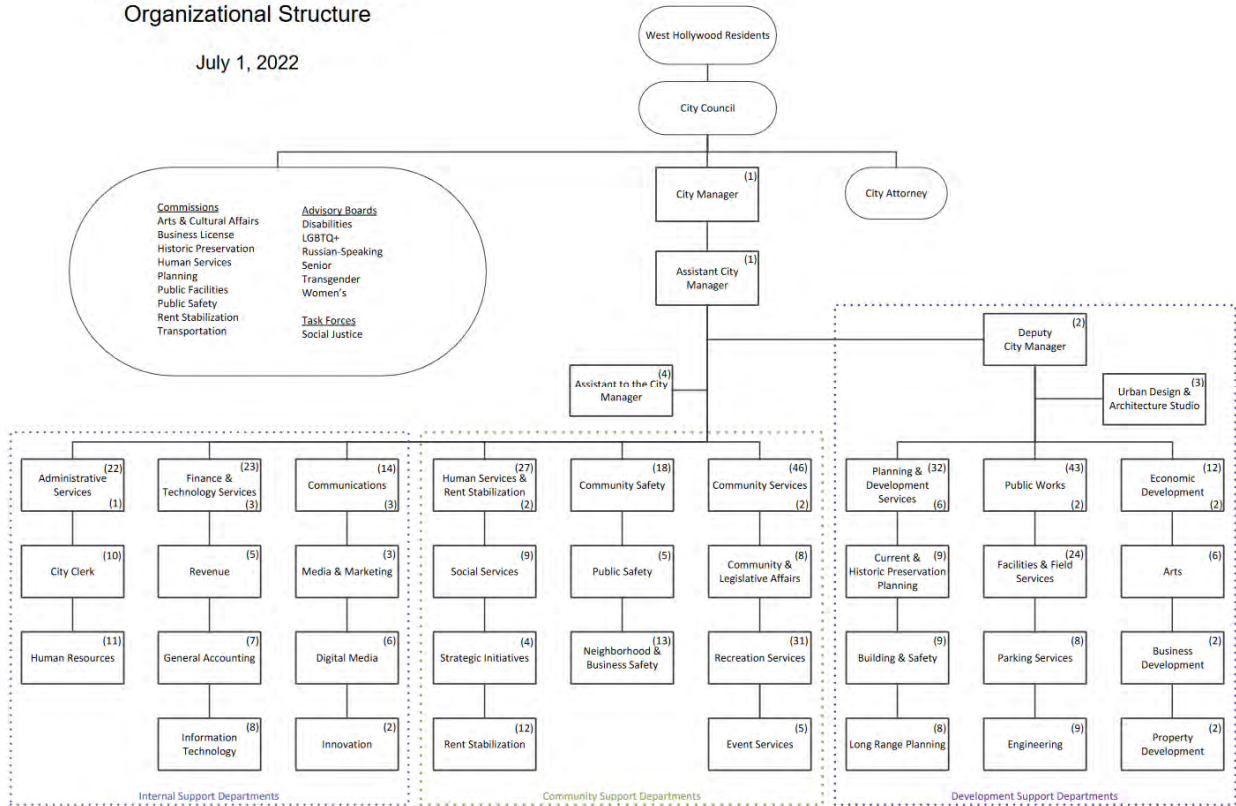 Organizational Structure
July 1, 2022
West Hollywood Residents
City Council
(1)
City Manager
City Attorney
Commissions
Arts & Cultural Affairs
Business License
Historic Preservation
Human Services
Planning
Public Facilities
Public Safety
Rent Stabilization
Transportation
Advisory Boards
Disabilities
LGBTQ+
Russian-Speaking
Senior
Transgender
Women's
Task Forces
Social Justice
(1)
Assistant City
Manager
(2)
Deputy
City Manager
(4)
Assistant to the City
Manager
(3)
Urban Design &
Architecture Studio
(22)
Administrative
Services
(1)
(10)
City Clerk
(11)
Human Resources
(23)
Finance &
Technology Services
(3)
(5)
Revenue
(7)
General Accounting
(8)
Information
Technology
(14)
Communications
(3)
(3)
Media & Marketing
(6)
Digital Media
(2)
Innovation
Internal Support Departments
(27)
Human Services &
Rent Stabilization
(2)
(9)
Social Services
(4)
Strategic Initiatives
(12)
Rent Stabilization
(18)
Community Safety
(5)
Public Safety
(13)
Neighborhood &
Business Safety
(46)
Community Services
(2)
(8)
Community &
Legislative Affairs
(31)
Recreation Services
(5)
Event Services
Community Support Departments
(32)
Planning &
Development
Services
(6)
(9)
Current &
Historic Preservation
Planning
(9)
Building & Safety
(8)
Long Range Planning
(43)
Public Works
(2)
(24)
Facilities & Field
Services
(8)
Parking Services
(9)
Engineering
(12)
Economic
Development
(2)
(6)
Arts
(2)
Business
Development
(2)
Property
Development
Development Support Departments